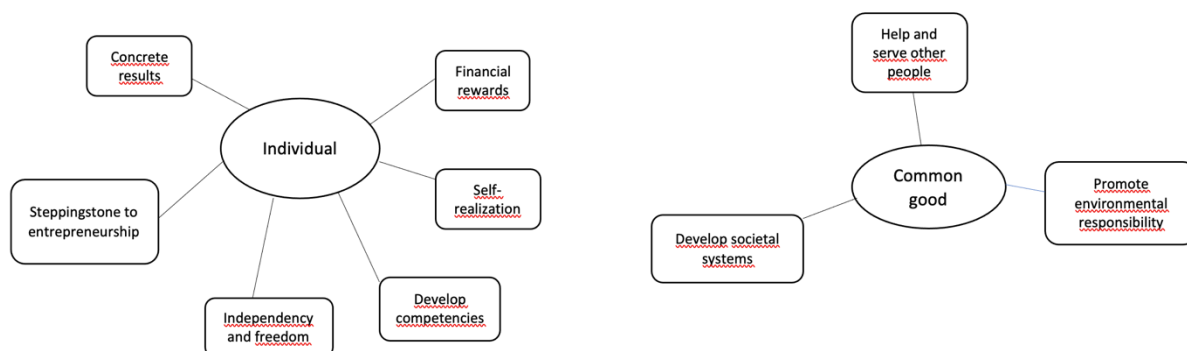 Concrete
results
Financial
rewards
Individual
Self-
realization
Steppingstone to
entrepreneurship
Develop
competencies
Independency
and freedom
Help and
serve other
people
Common
good
Promote
environmental
responsibility
Develop societal
systems